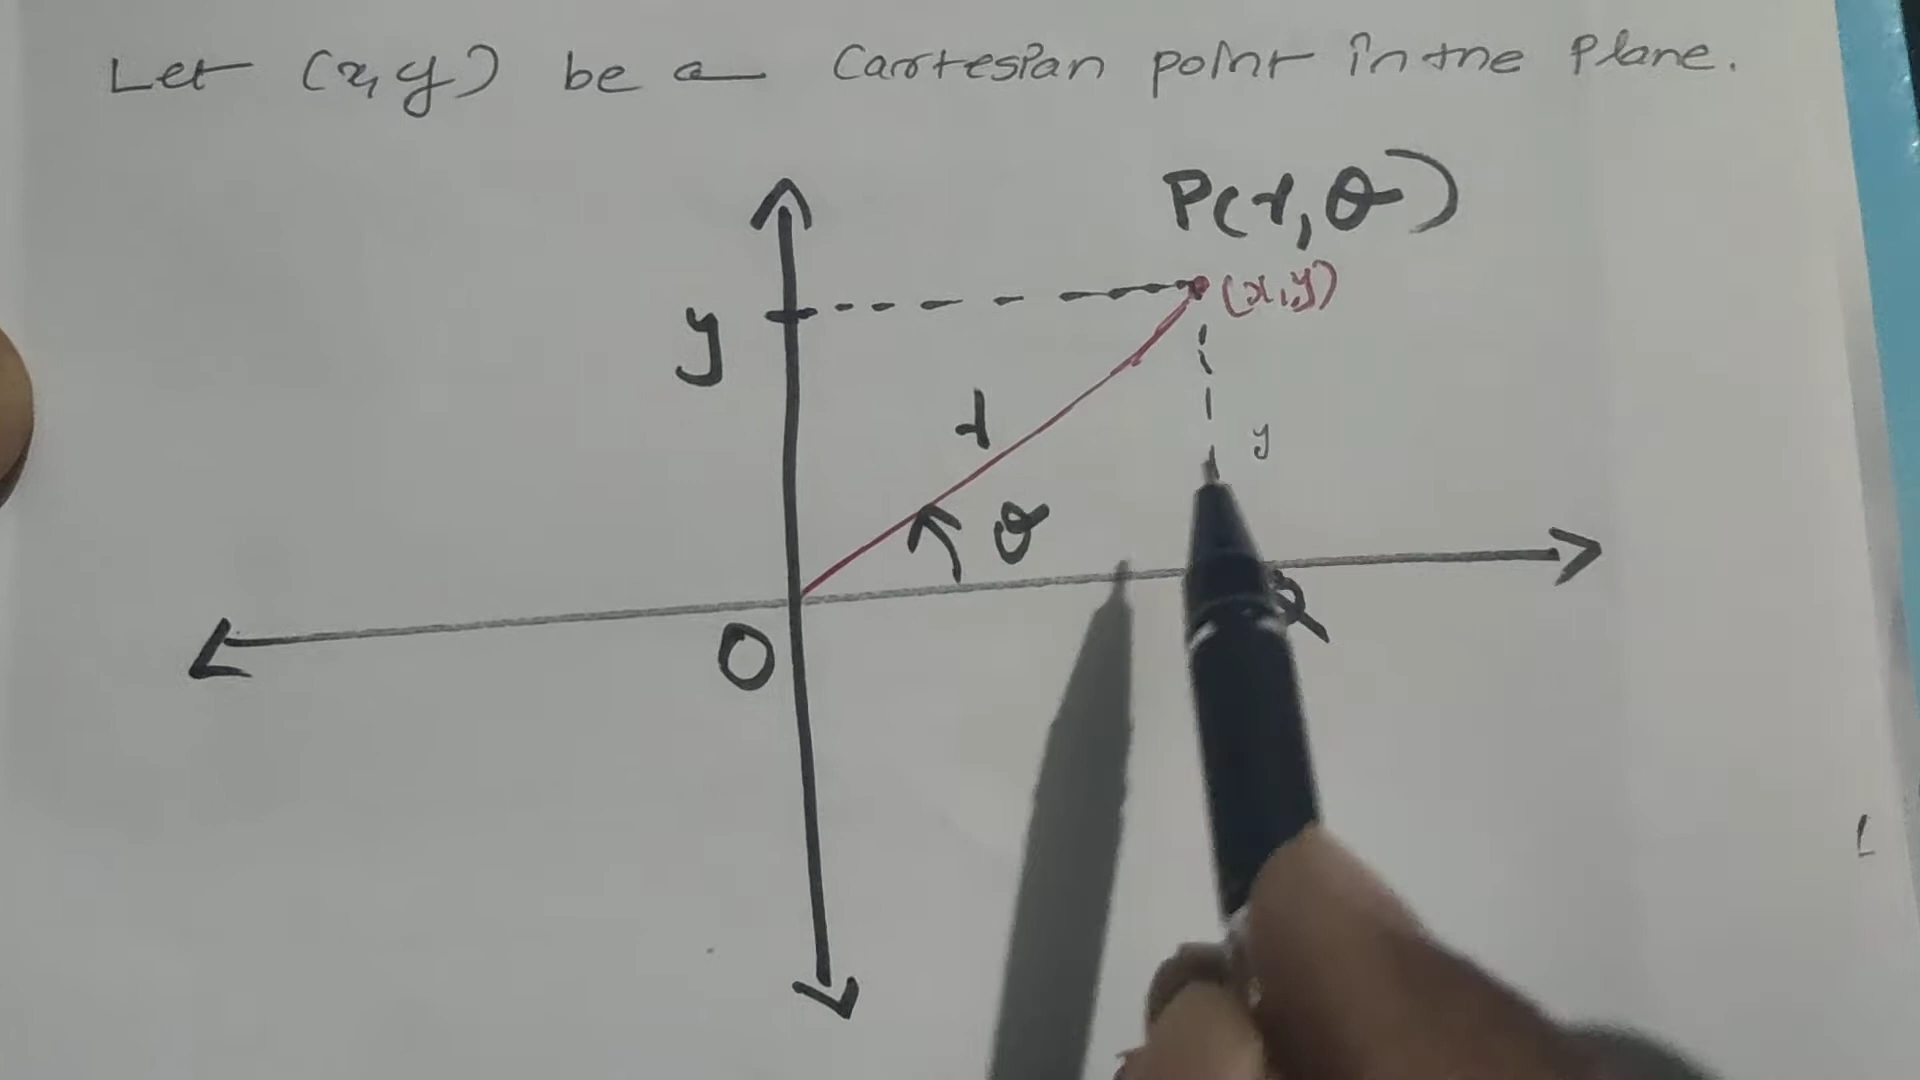 Let (x, y) be a Cartesian point in the plane.
P(r, θ)
(x,y)
y
r
y
θ
x
O